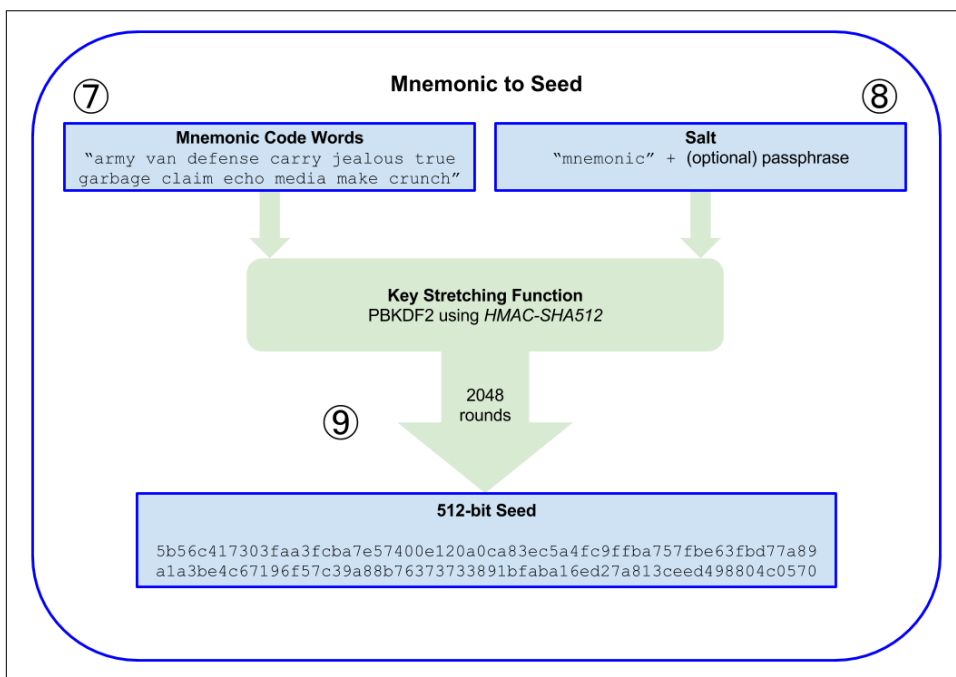 Mnemonic to Seed
⑦
⑧
Mnemonic Code Words
“army van defense carry jealous true
garbage claim echo media make crunch”
Salt
“mnemonic” + (optional) passphrase
Key Stretching Function
PBKDF2 using HMAC-SHA512
2048
rounds
⑨
512-bit Seed
5b56c417303faa3fcba7e57400e120a0ca83ec5a4fc9ffba757fbe63fbd77a89
a1a3be4c67196f57c39a88b76373733891bfaba16ed27a813ceed498804c0570